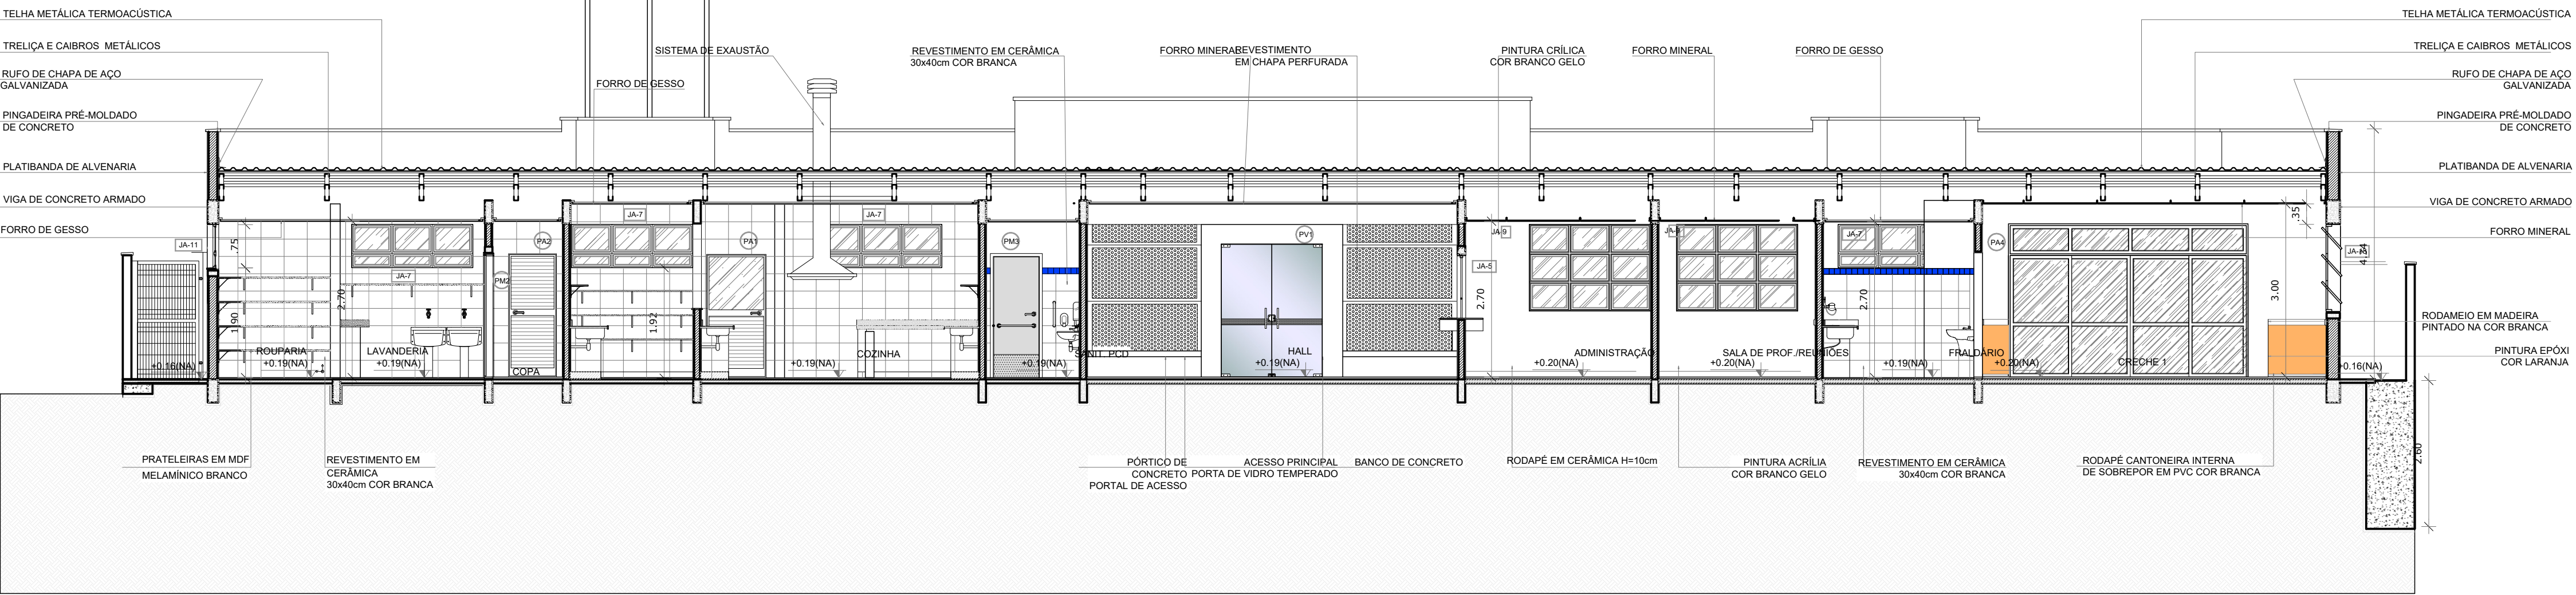 TELHA METÁLICA TERMOACÚSTICA
TRELIÇA E CAIBROS METÁLICOS
RUFO DE CHAPA DE AÇO
GALVANIZADA
PINGADEIRA PRÉ-MOLDADO
DE CONCRETO
PLATIBANDA DE ALVENARIA
VIGA DE CONCRETO ARMADO
FORRO DE GESSO
FORRO DE GESSO
SISTEMA DE EXAUSTÃO
REVESTIMENTO EM CERÂMICA
30x40cm COR BRANCA
FORRO MINERAL
REVESTIMENTO
EM CHAPA PERFURADA
PINTURA CRÍLICA
COR BRANCO GELO
FORRO MINERAL
FORRO DE GESSO
TELHA METÁLICA TERMOACÚSTICA
TRELIÇA E CAIBROS METÁLICOS
RUFO DE CHAPA DE AÇO
GALVANIZADA
PINGADEIRA PRÉ-MOLDADO
DE CONCRETO
PLATIBANDA DE ALVENARIA
VIGA DE CONCRETO ARMADO
FORRO MINERAL
RODAMEIO EM MADEIRA
PINTADO NA COR BRANCA
PINTURA EPÓXI
COR LARANJA
JA-11
.75
1.90
2.70
JA-7
PM2
PA2
JA-7
1.92
PA1
JA-7
PM3
PV1
JA-5
2.70
JA-9
JA-7
2.70
PA4
3.00
.35
2.60
+0.16(NA)
ROUPARIA
+0.19(NA)
LAVANDERIA
+0.19(NA)
COPA
+0.19(NA)
COZINHA
+0.19(NA)
SANIT. PCD
HALL
+0.19(NA)
ADMINISTRAÇÃO
+0.20(NA)
SALA DE PROF./REUNIÕES
+0.20(NA)
+0.19(NA)
FRALDÁRIO
+0.20(NA)
CRECHE 1
+0.16(NA)
PRATELEIRAS EM MDF
MELAMÍNICO BRANCO
REVESTIMENTO EM
CERÂMICA
30x40cm COR BRANCA
PÓRTICO DE
CONCRETO
PORTAL DE ACESSO
ACESSO PRINCIPAL
PORTA DE VIDRO TEMPERADO
BANCO DE CONCRETO
RODAPÉ EM CERÂMICA H=10cm
PINTURA ACRÍLIA
COR BRANCO GELO
REVESTIMENTO EM CERÂMICA
30x40cm COR BRANCA
RODAPÉ CANTONEIRA INTERNA
DE SOBREPOR EM PVC COR BRANCA